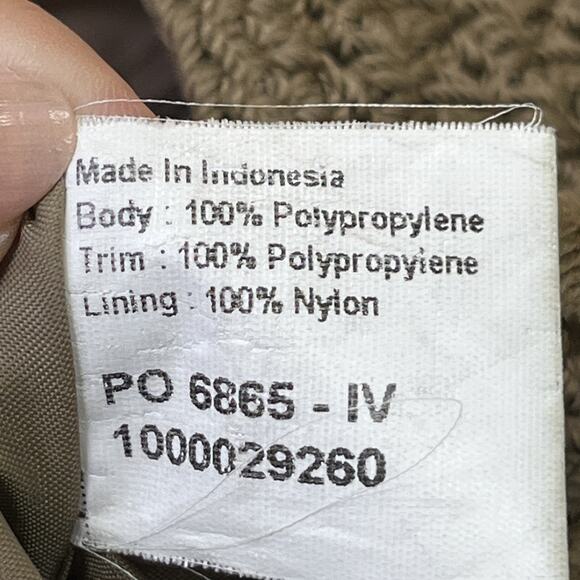 Made In Indonesia
Body : 100% Polypropylene
Trim : 100% Polypropylene
Lining : 100% Nylon
PO 6865 - IV
1000029260